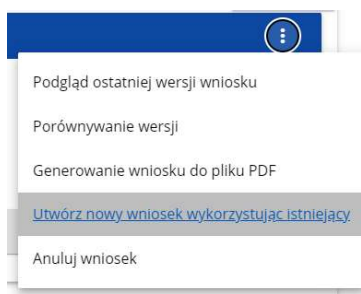 Podgląd ostatniej wersji wniosku
Porównywanie wersji
Generowanie wniosku do pliku PDF
Utwórz nowy wniosek wykorzystując istniejący
Anuluj wniosek